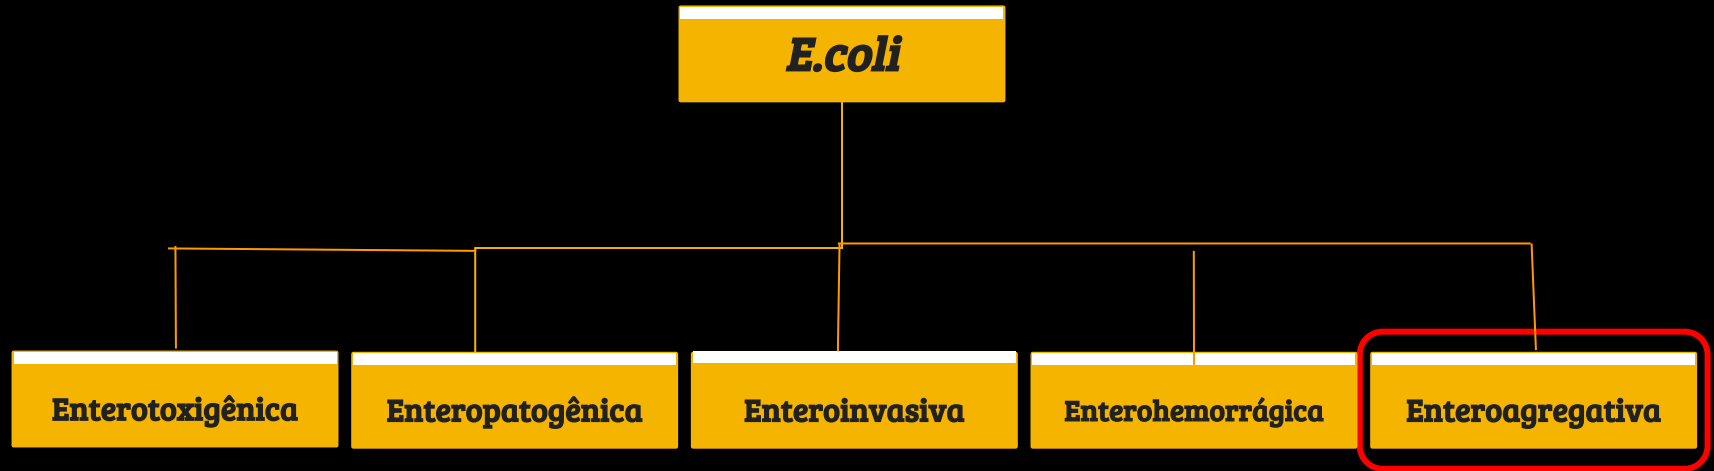 E.coli
Enterotoxigênica
Enteropatogênica
Enteroinvasiva
Enterohemorrágica
Enteroagregativa